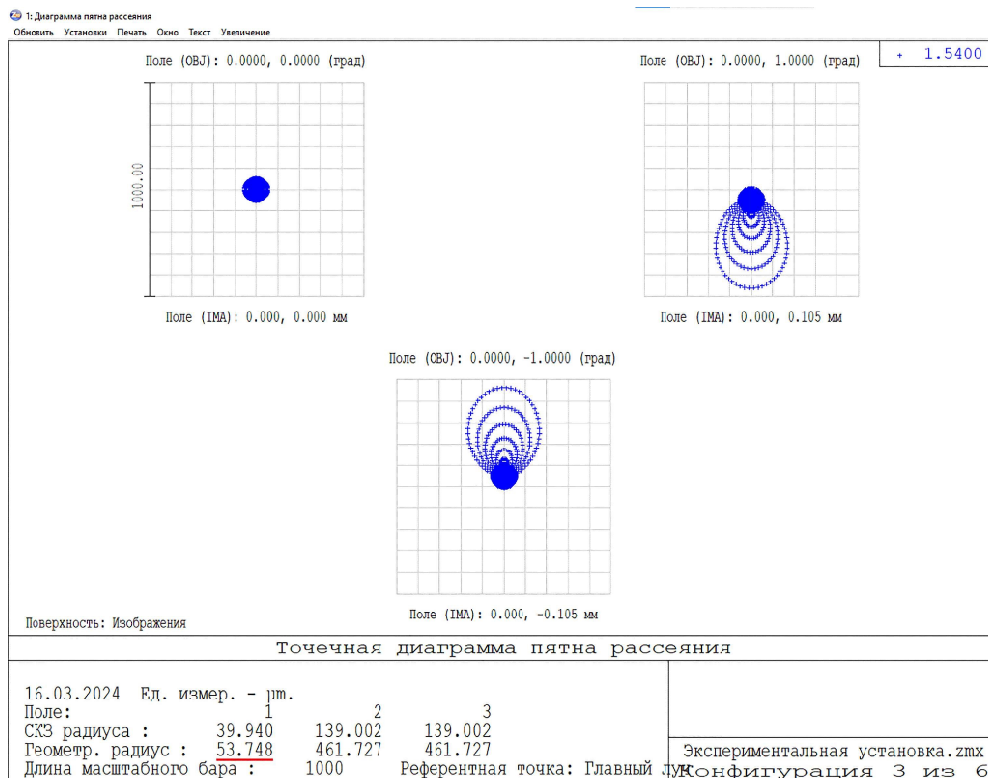 1: Диаграмма пятна рассеяния
Обновить Установки Печать Окно Текст Увеличение
+ 1.5400
Поле (OBJ): 0.0000, 0.0000 (град)
Поле (OBJ): 0.0000, 1.0000 (град)
1000.00
Поле (IMA): 0.000, 0.000 мм
Поле (IMA): 0.000, 0.105 мм
Поле (OBJ): 0.0000, -1.0000 (град)
Поле (IMA): 0.000, -0.105 мм
Поверхность: Изображения
Точечная диаграмма пятна рассеяния
16.03.2024 Ед. измер. - µm.
Поле: 1 2 3
СКЗ радиуса : 39.940 139.002 139.002
Геометр. радиус : 53.748 461.727 461.727
Длина масштабного бара : 1000 Референтная точка: Главный луч
Экспериментальная установка.zmx
Конфигурация 3 из 6